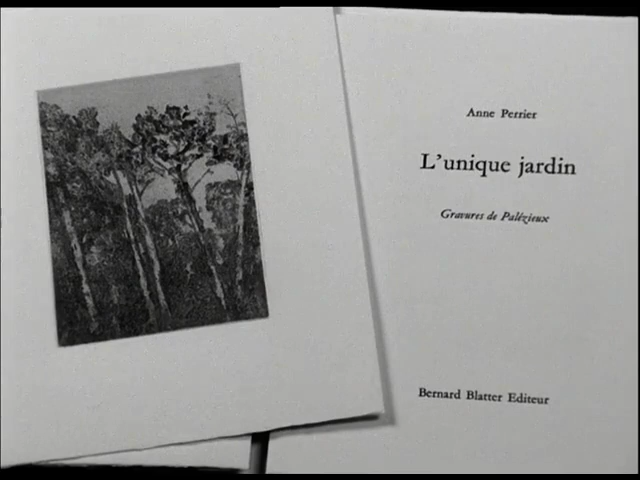 Anne Perrier
L'unique jardin
Gravures de Palézieux
Bernard Blatter Editeur